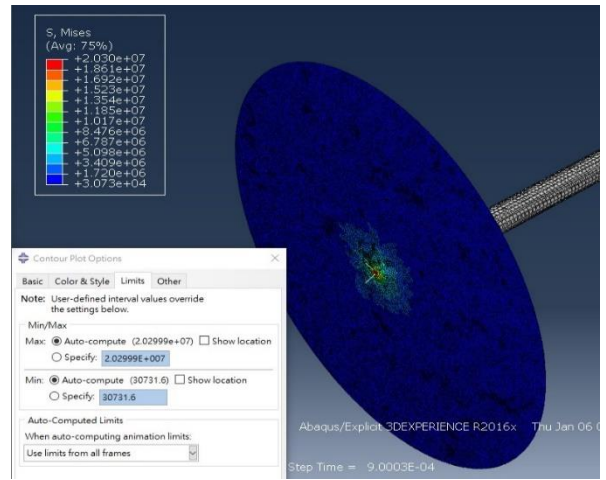 S, Mises
(Avg: 75%)
+2.030e+07
+1.861e+07
+1.692e+07
+1.523e+07
+1.354e+07
+1.185e+07
+1.017e+07
+8.476e+06
+6.787e+06
+5.098e+06
+3.409e+06
+1.720e+06
+3.073e+04
Contour Plot Options
Basic Color & Style Limits Other
Note: User-defined interval values override
the settings below.
Min/Max
Max: Auto-compute (2.02999e+07) Show location
Specify: 2.02999E+007
Min: Auto-compute (30731.6) Show location
Specify: 30731.6
Auto-Computed Limits
When auto-computing animation limits:
Use limits from all frames
Abaqus/Explicit 3DEXPERIENCE R2016x Thu Jan 06
Step Time = 9.0003E-04